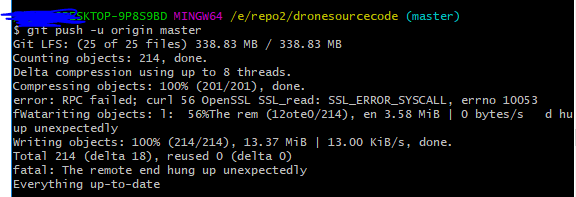 DESKTOP-9P8S9BD MINGW64 /e/repo2/dronesourcecode (master)
$ git push -u origin master
Git LFS: (25 of 25 files) 338.83 MB / 338.83 MB
Counting objects: 214, done.
Delta compression using up to 8 threads.
Compressing objects: 100% (201/201), done.
error: RPC failed; curl 56 OpenSSL SSL_read: SSL_ERROR_SYSCALL, errno 10053
fWatariting objects: l:  56%The rem (12ote0/214), en 3.58 MiB | 0 bytes/s   d hu
up unexpectedly
Writing objects: 100% (214/214), 13.37 MiB | 13.00 KiB/s, done.
Total 214 (delta 18), reused 0 (delta 0)
fatal: The remote end hung up unexpectedly
Everything up-to-date